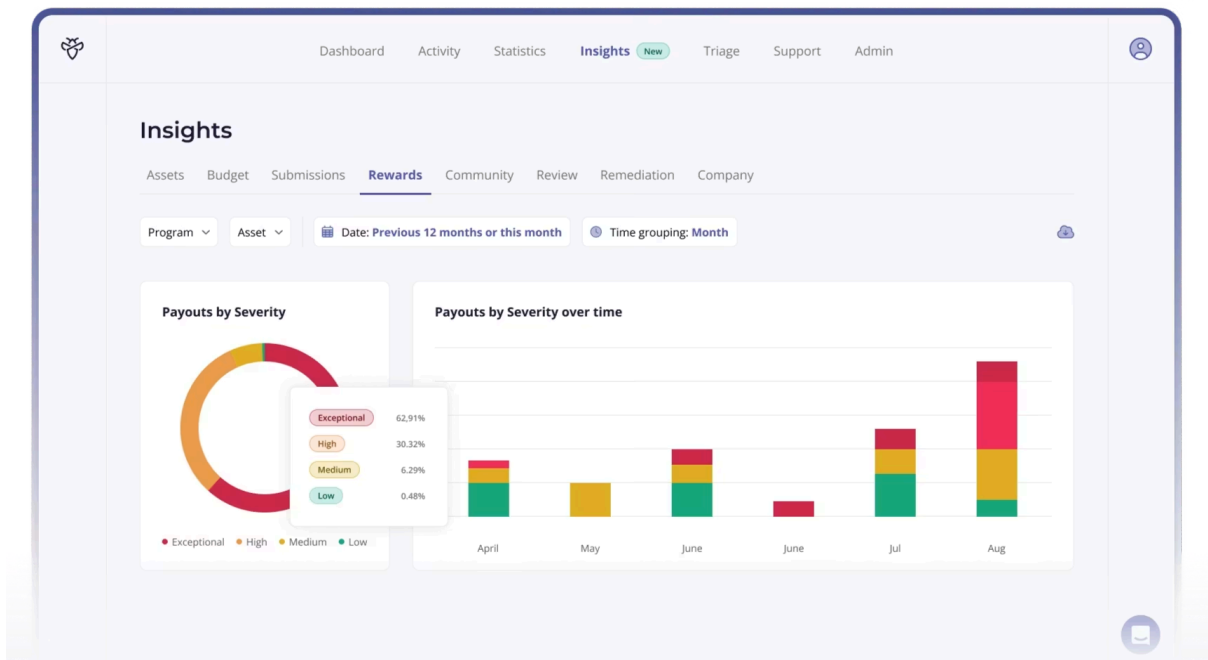 Dashboard Activity Statistics Insights New Triage Support Admin
Insights
Assets Budget Submissions Rewards Community Review Remediation Company
Program Asset Date: Previous 12 months or this month Time grouping: Month
Payouts by Severity
Exceptional 62,91%
High 30.32%
Medium 6.29%
Low 0.48%
Exceptional High Medium Low
Payouts by Severity over time
April May June June Jul Aug